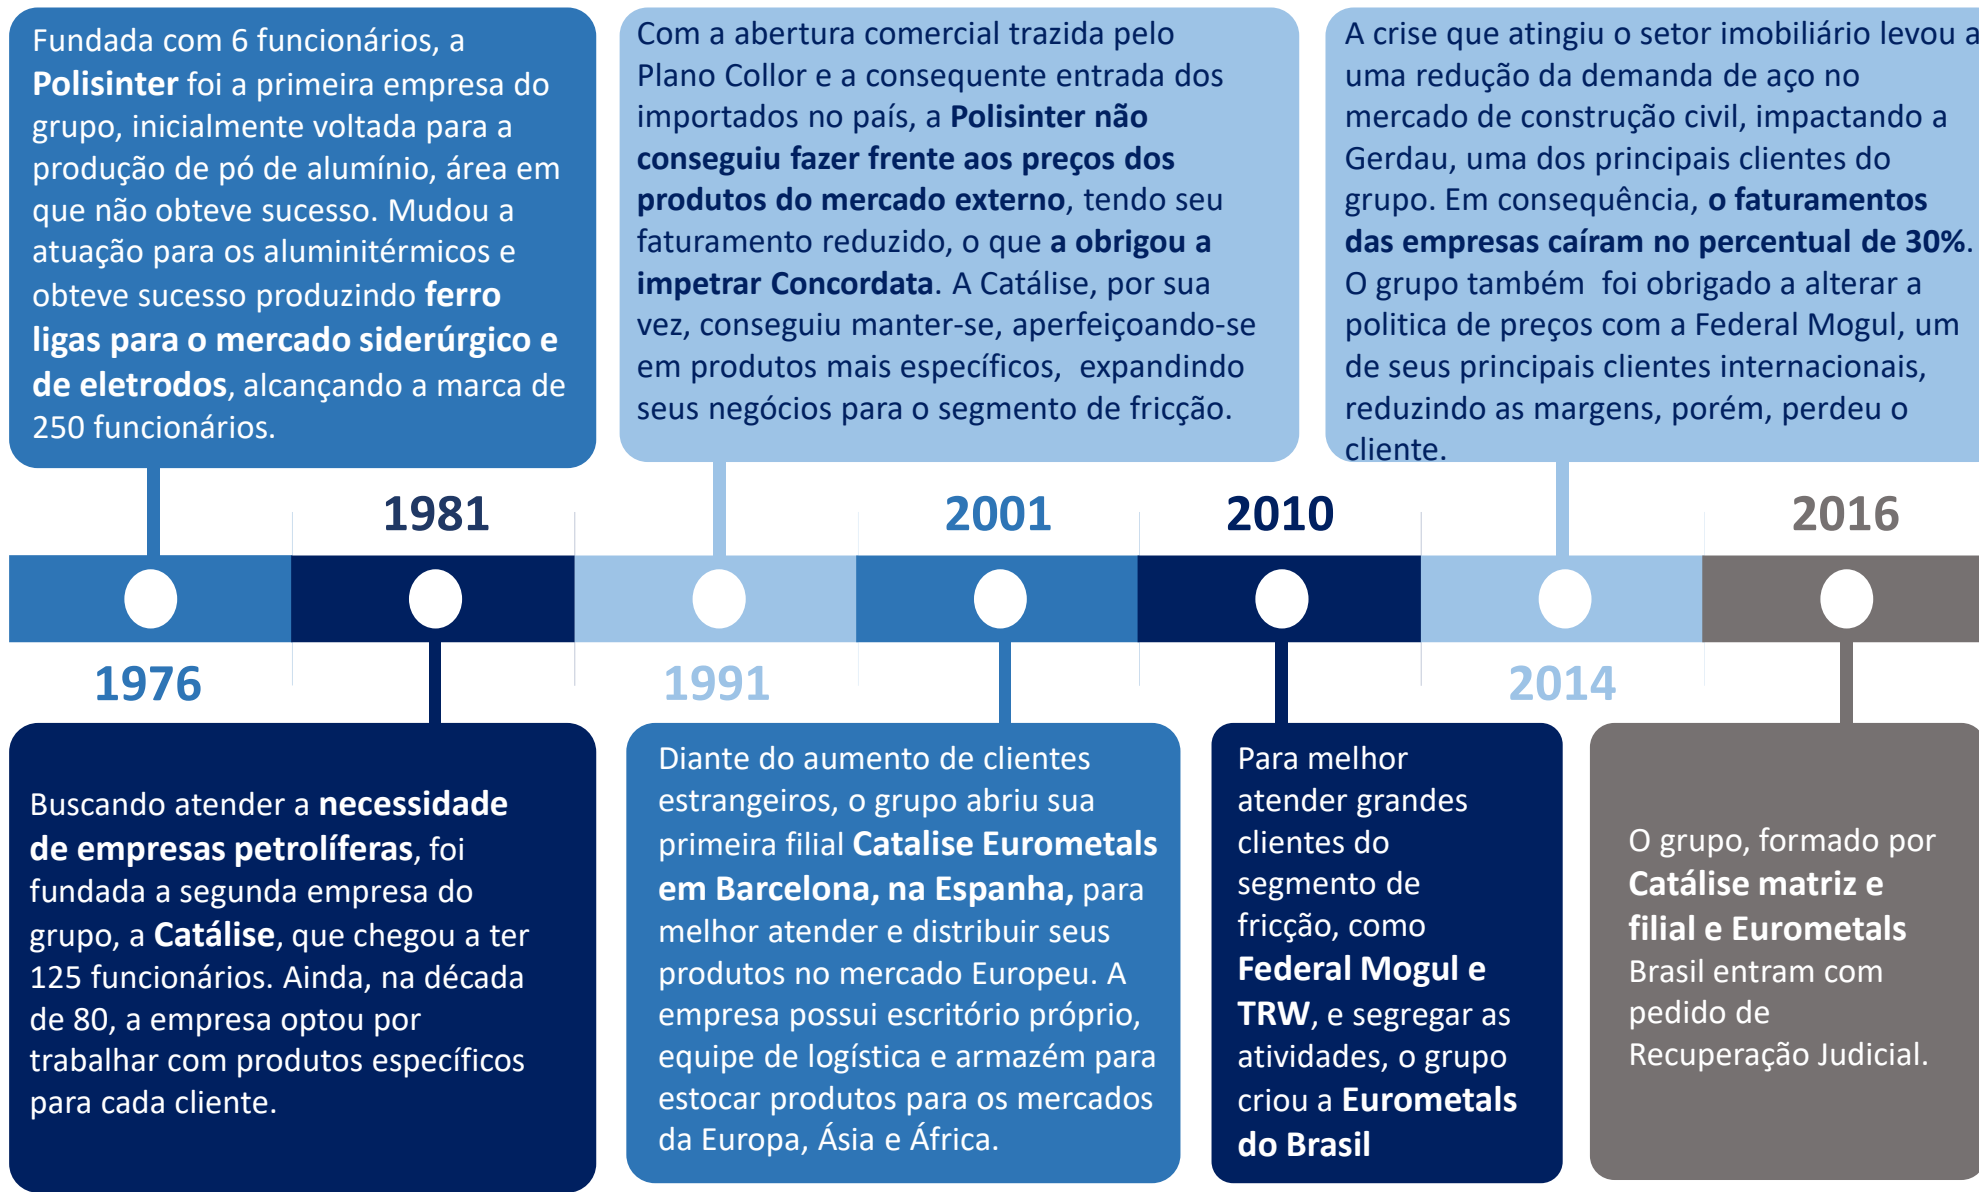 Fundada com 6 funcionários, a
Polisinter foi a primeira empresa do
grupo, inicialmente voltada para a
produção de pó de alumínio, área em
que não obteve sucesso. Mudou a
atuação para os aluminitérmicos e
obteve sucesso produzindo ferro
ligas para o mercado siderúrgico e
de eletrodos, alcançando a marca de
250 funcionários.
Com a abertura comercial trazida pelo
Plano Collor e a consequente entrada dos
importados no país, a Polisinter não
conseguiu fazer frente aos preços dos
produtos do mercado externo, tendo seu
faturamento reduzido, o que a obrigou a
impetrar Concordata. A Catálise, por sua
vez, conseguiu manter-se, aperfeiçoando-se
em produtos mais específicos,  expandindo
seus negócios para o segmento de fricção.
A crise que atingiu o setor imobiliário levou a
uma redução da demanda de aço no
mercado de construção civil, impactando a
Gerdau, uma dos principais clientes do
grupo. Em consequência, o faturamentos
das empresas caíram no percentual de 30%.
O grupo também  foi obrigado a alterar a
politica de preços com a Federal Mogul, um
de seus principais clientes internacionais,
reduzindo as margens, porém, perdeu o
cliente.
1981
2001
2010
2016
1976
1991
2014
Buscando atender a necessidade
de empresas petrolíferas, foi
fundada a segunda empresa do
grupo, a Catálise, que chegou a ter
125 funcionários. Ainda, na década
de 80, a empresa optou por
trabalhar com produtos específicos
para cada cliente.
Diante do aumento de clientes
estrangeiros, o grupo abriu sua
primeira filial Catalise Eurometals
em Barcelona, na Espanha, para
melhor atender e distribuir seus
produtos no mercado Europeu. A
empresa possui escritório próprio,
equipe de logística e armazém para
estocar produtos para os mercados
da Europa, Ásia e África.
Para melhor
atender grandes
clientes do
segmento de
fricção, como
Federal Mogul e
TRW, e segregar as
atividades, o grupo
criou a Eurometals
do Brasil
O grupo, formado por
Catálise matriz e
filial e Eurometals
Brasil entram com
pedido de
Recuperação Judicial.